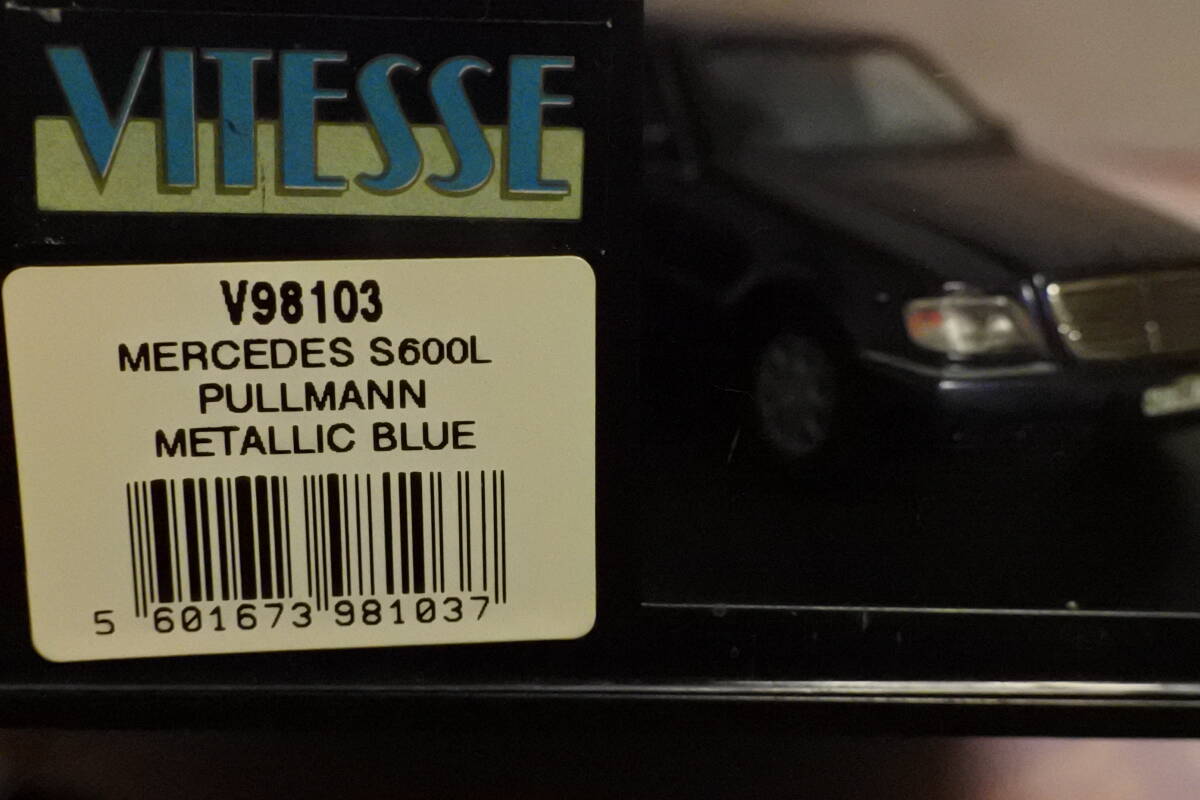 VITESSE
V98103
MERCEDES S600L
PULLMANN
METALLIC BLUE
5 601673 981037